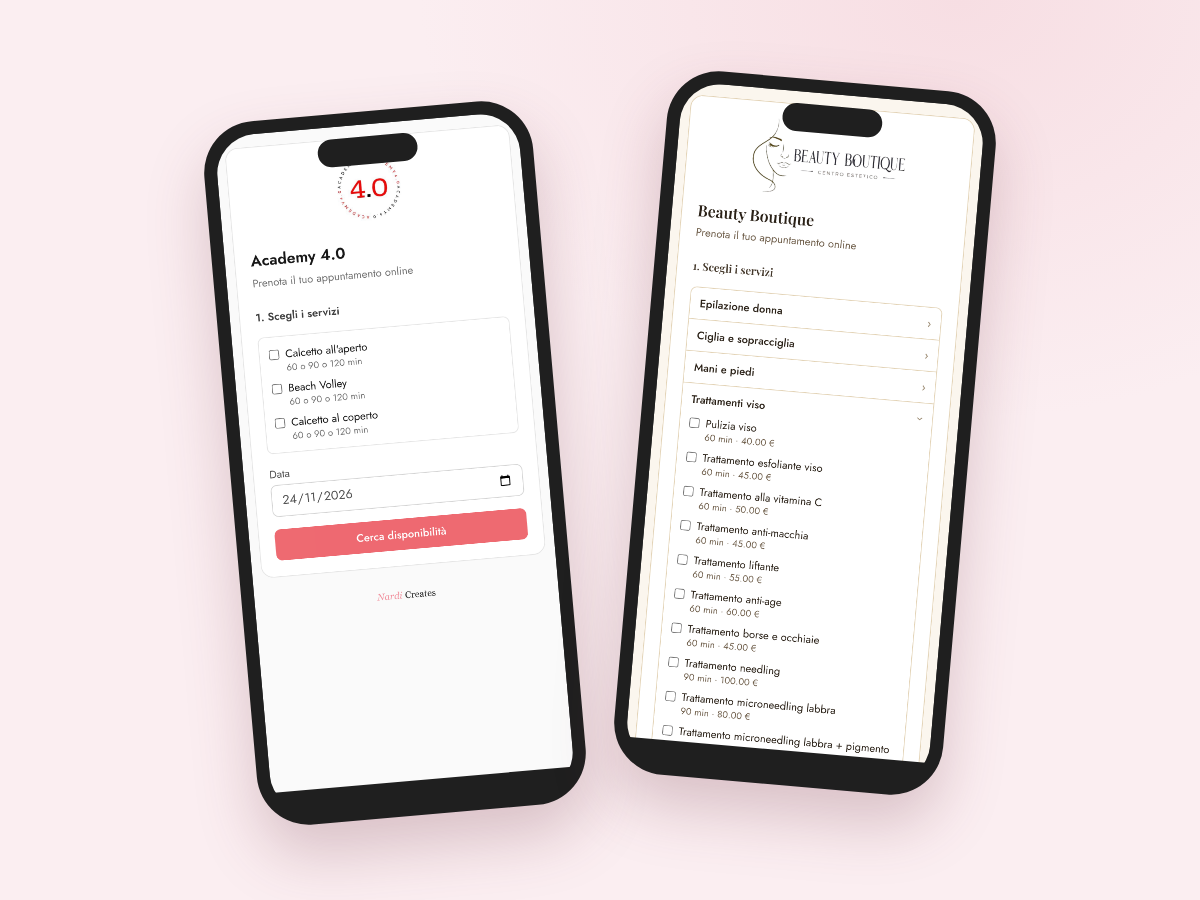 4.0
Academy 4.0
Prenota il tuo appuntamento online
1. Scegli i servizi
Calcetto all'aperto
60 o 90 o 120 min
Beach Volley
60 o 90 o 120 min
Calcetto al coperto
60 o 90 o 120 min
Data
24/11/2026
Cerca disponibilità
Nardi Creates
BEAUTY BOUTIQUE
CENTRO ESTETICO
Beauty Boutique
Prenota il tuo appuntamento online
1. Scegli i servizi
Epilazione donna
Ciglia e sopracciglia
Mani e piedi
Trattamenti viso
Pulizia viso
60 min · 40.00 €
Trattamento esfoliante viso
60 min · 45.00 €
Trattamento alla vitamina C
60 min · 50.00 €
Trattamento anti-macchia
60 min · 45.00 €
Trattamento liftante
60 min · 55.00 €
Trattamento anti-age
60 min · 60.00 €
Trattamento borse e occhiaie
60 min · 45.00 €
Trattamento needling
90 min · 100.00 €
Trattamento microneedling labbra
90 min · 80.00 €
Trattamento microneedling labbra + pigmento